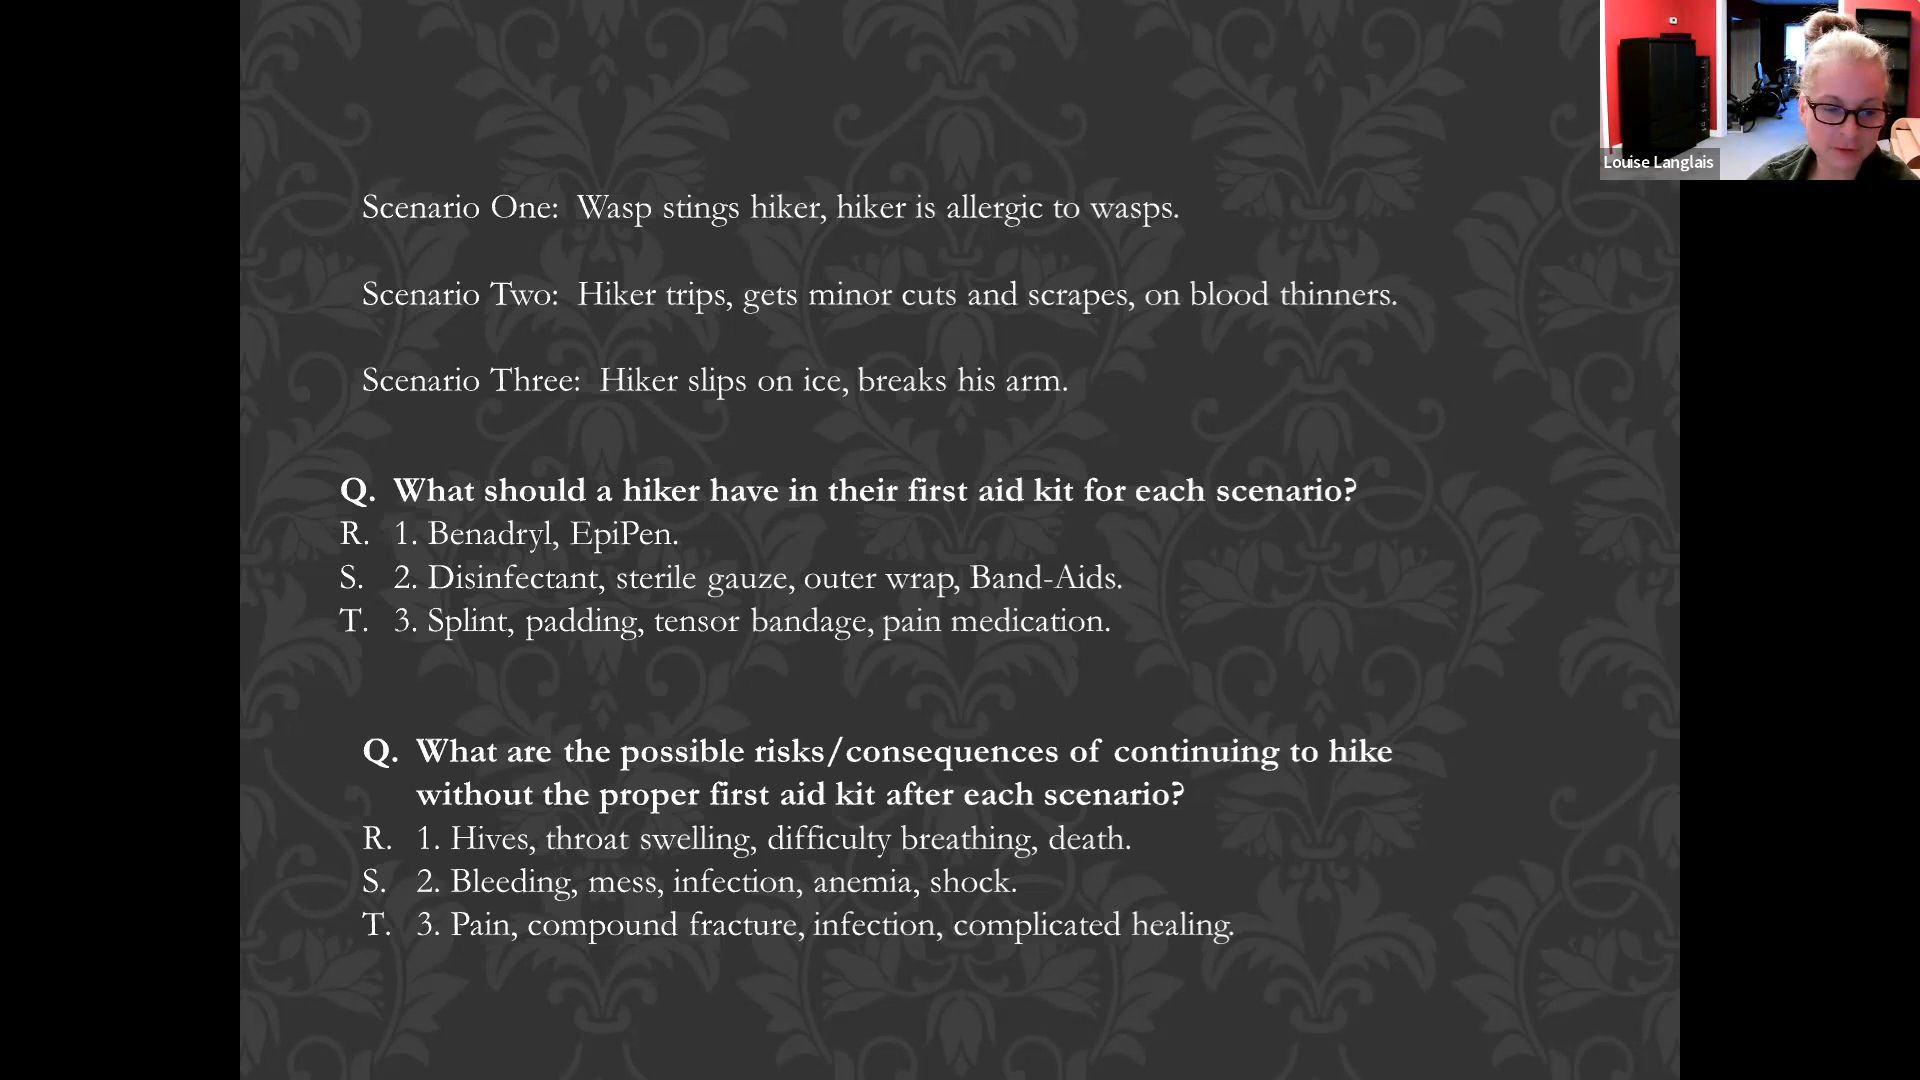 Louise Langlais
Scenario One:  Wasp stings hiker, hiker is allergic to wasps.
Scenario Two:  Hiker trips, gets minor cuts and scrapes, on blood thinners.
Scenario Three:  Hiker slips on ice, breaks his arm.
Q. What should a hiker have in their first aid kit for each scenario?
R. 1. Benadryl, EpiPen.
S. 2. Disinfectant, sterile gauze, outer wrap, Band-Aids.
T. 3. Splint, padding, tensor bandage, pain medication.
Q. What are the possible risks/consequences of continuing to hike
without the proper first aid kit after each scenario?
R. 1. Hives, throat swelling, difficulty breathing, death.
S. 2. Bleeding, mess, infection, anemia, shock.
T. 3. Pain, compound fracture, infection, complicated healing.